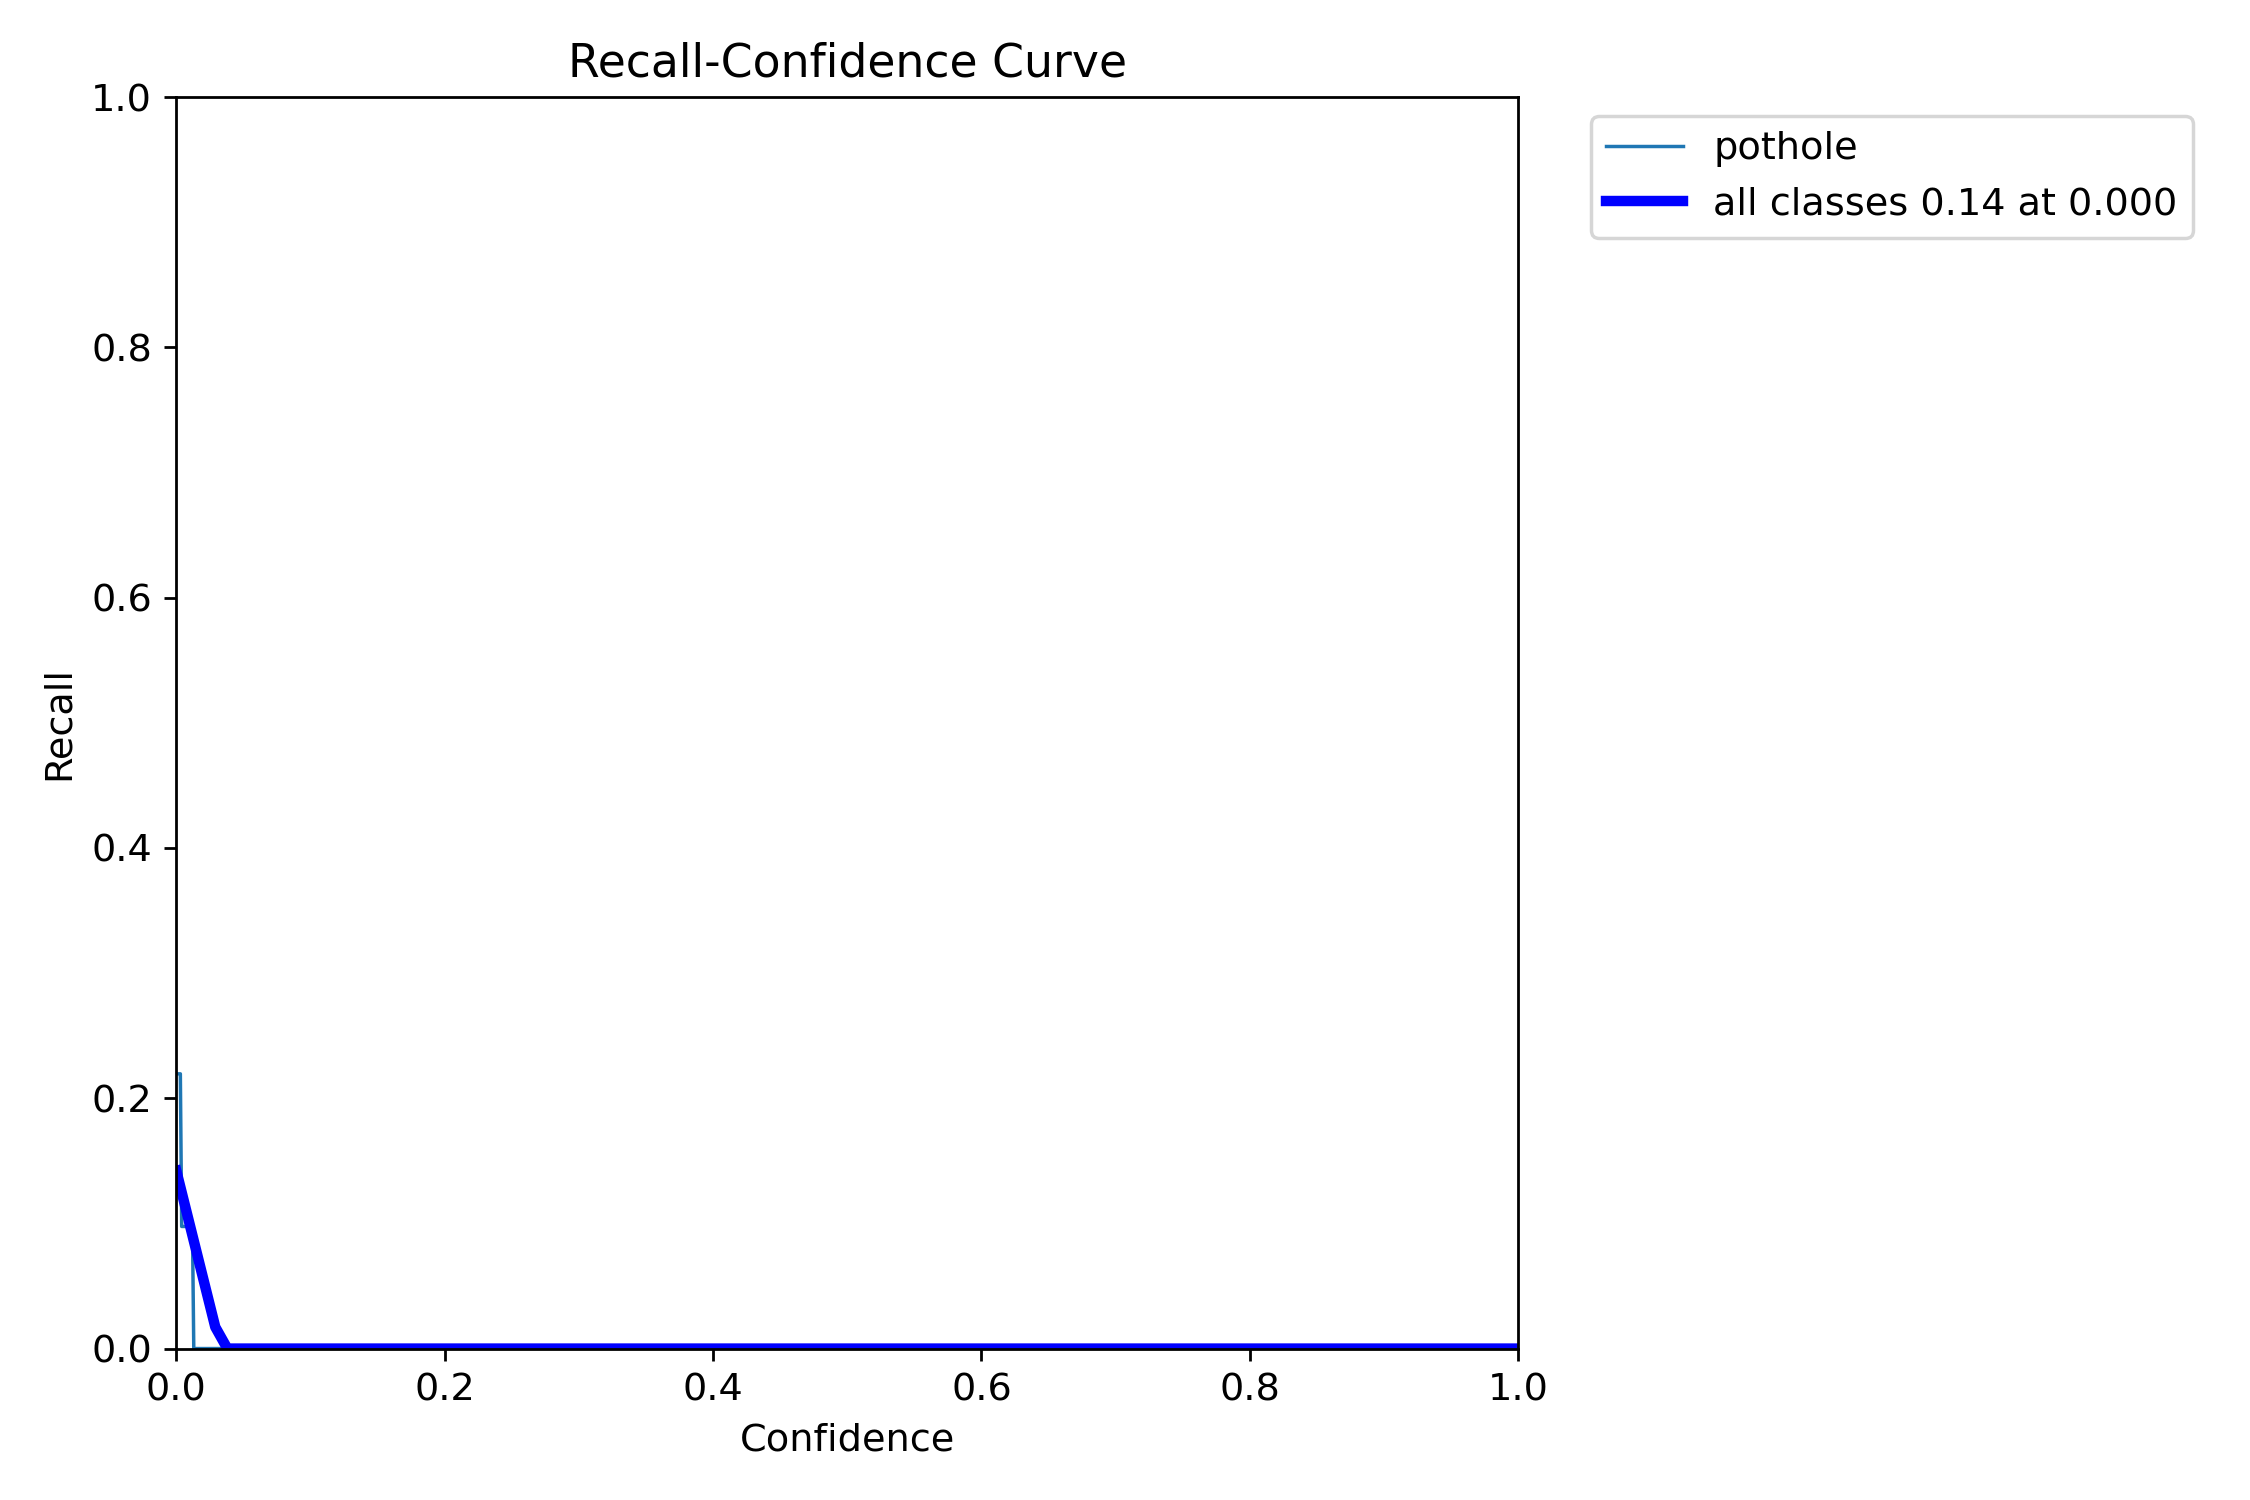 Recall-Confidence Curve
1.0
0.8
0.6
0.4
0.2
0.0
Recall
0.0 0.2 0.4 0.6 0.8 1.0
Confidence
pothole
all classes 0.14 at 0.000